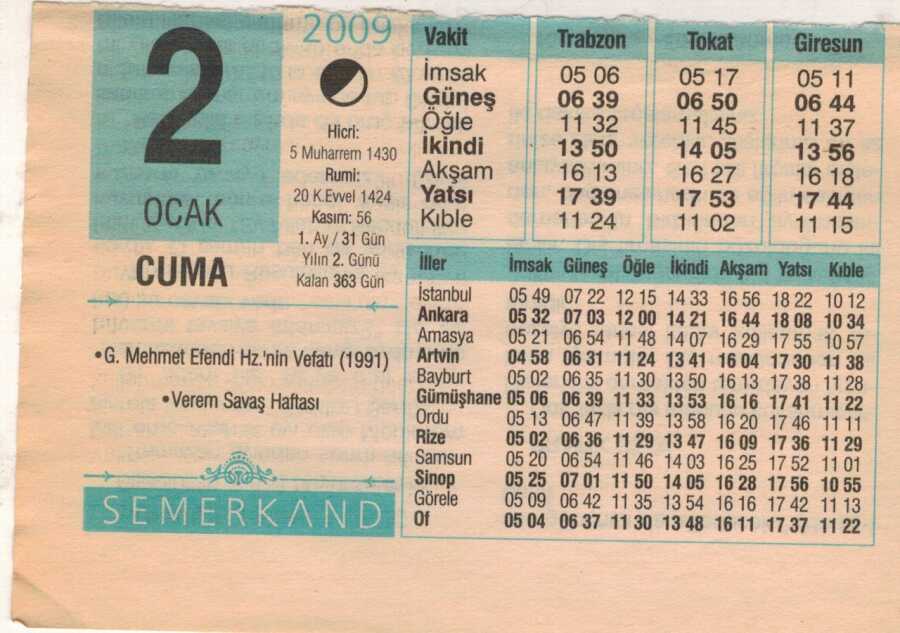 2
OCAK
CUMA
2009
Hicri:
5 Muharrem 1430
Rumi:
20 K.Evvel 1424
Kasım: 56
1. Ay / 31 Gün
Yılın 2. Günü
Kalan 363 Gün
•G. Mehmet Efendi Hz.'nin Vefatı (1991)
•Verem Savaş Haftası
SEMERKAND
Vakit Trabzon Tokat Giresun
İmsak 05 06 05 17 05 11
Güneş 06 39 06 50 06 44
Öğle 11 32 11 45 11 37
İkindi 13 50 14 05 13 56
Akşam 16 13 16 27 16 18
Yatsı 17 39 17 53 17 44
Kıble 11 24 11 02 11 15
İller İmsak Güneş Öğle İkindi Akşam Yatsı Kıble
İstanbul 05 49 07 22 12 15 14 33 16 56 18 22 10 12
Ankara 05 32 07 03 12 00 14 21 16 44 18 08 10 34
Amasya 05 21 06 54 11 48 14 07 16 29 17 55 10 57
Artvin 04 58 06 31 11 24 13 41 16 04 17 30 11 38
Bayburt 05 02 06 35 11 30 13 50 16 13 17 38 11 28
Gümüşhane 05 06 06 39 11 33 13 53 16 16 17 41 11 22
Ordu 05 13 06 47 11 39 13 58 16 20 17 46 11 11
Rize 05 02 06 36 11 29 13 47 16 09 17 36 11 29
Samsun 05 20 06 54 11 46 14 03 16 25 17 52 11 01
Sinop 05 25 07 01 11 50 14 05 16 28 17 56 10 55
Görele 05 09 06 42 11 35 13 54 16 16 17 42 11 13
Of 05 04 06 37 11 30 13 48 16 11 17 37 11 22